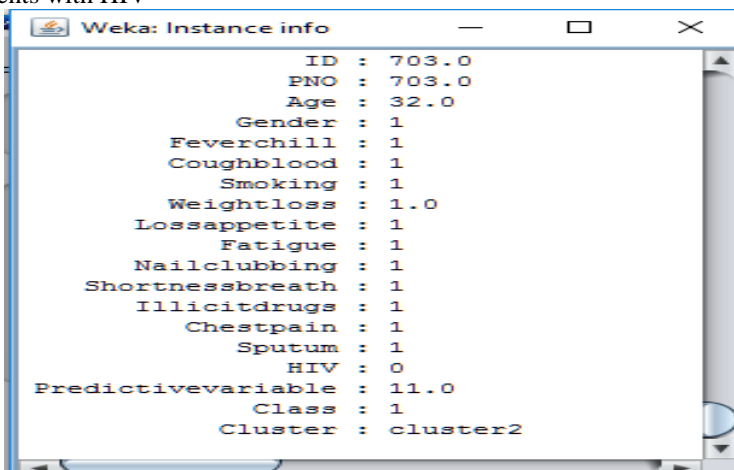 ents with HIV
Weka: Instance info
ID : 703.0
PNO : 703.0
Age : 32.0
Gender : 1
Feverchill : 1
Coughblood : 1
Smoking : 1
Weightloss : 1.0
Lossappetite : 1
Fatigue : 1
Nailclubbing : 1
Shortnessbreath : 1
Illicitdrugs : 1
Chestpain : 1
Sputum : 1
HIV : 0
Predictivevariable : 11.0
Class : 1
Cluster : cluster2